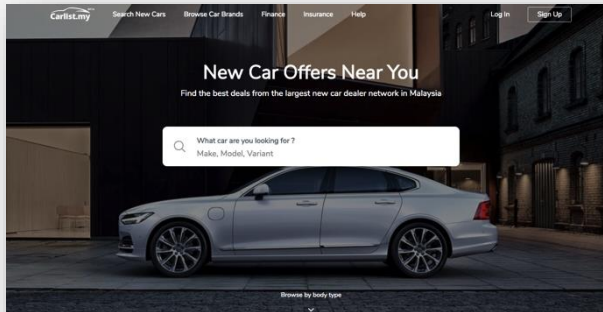 Carlist.my
Search New Cars Browse Car Brands Finance Insurance Help Log In Sign Up
New Car Offers Near You
Find the best deals from the largest new car dealer network in Malaysia
What car are you looking for ?
Make, Model, Variant
Browse by body type